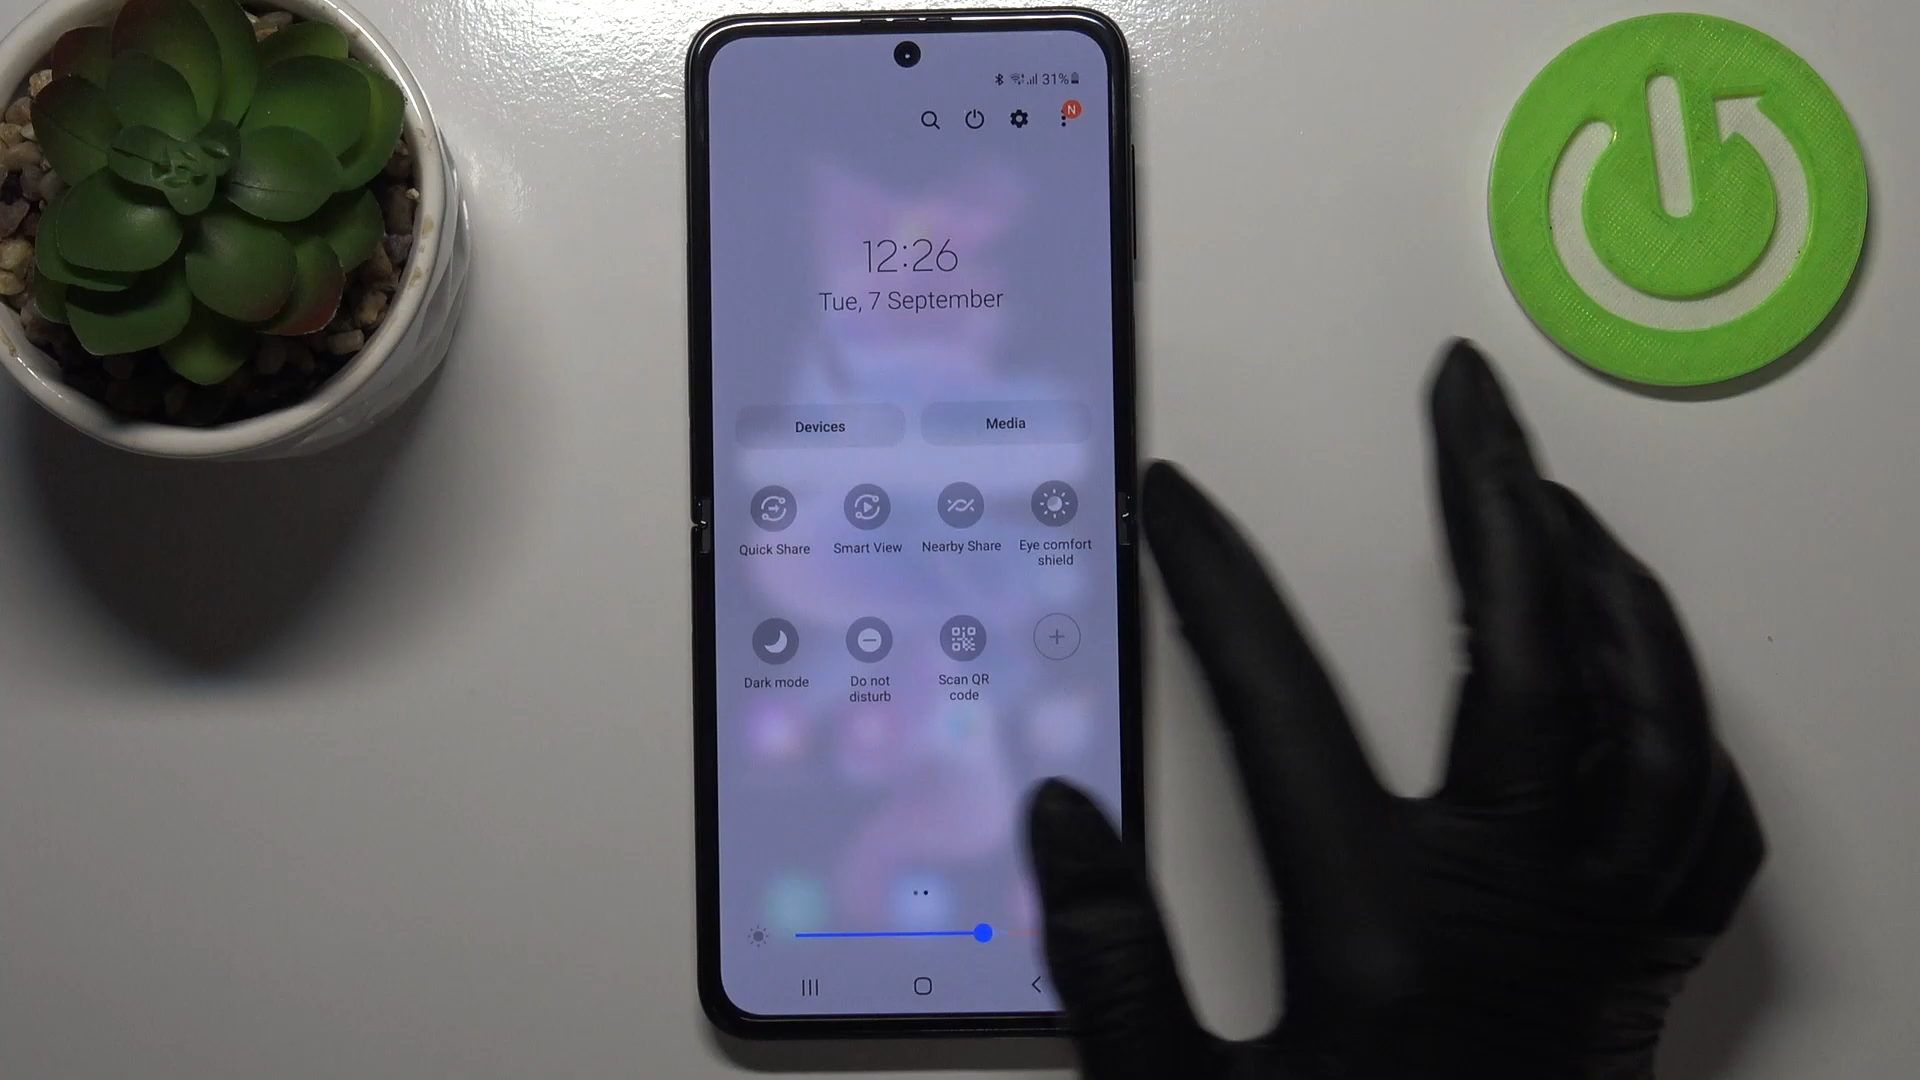 31%
N
12:26
Tue, 7 September
Devices
Media
Quick Share
Smart View
Nearby Share
Eye comfort
shield
Dark mode
Do not
disturb
Scan QR
code